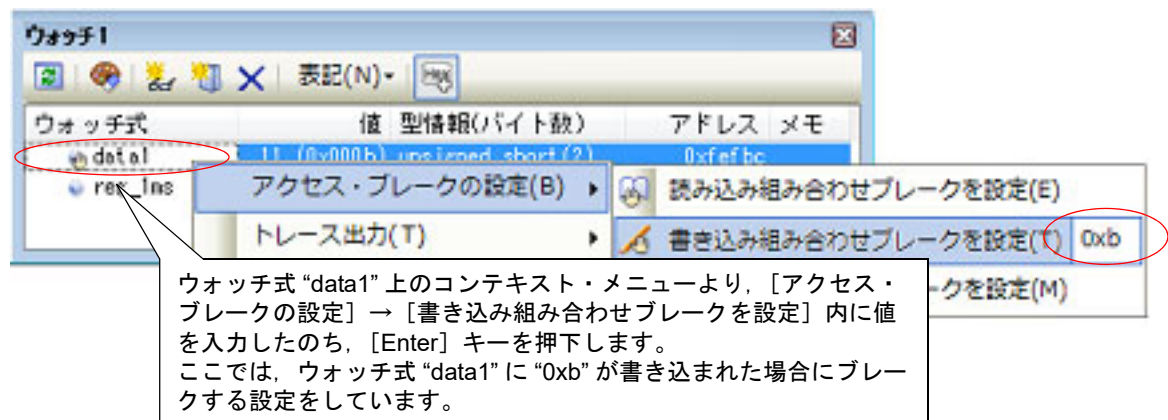 ウォッチ1
表記(N)
ウォッチ式 値 型情報(バイト数) アドレス メモ
data1 11 (0x000b) unsigned short(2) 0xfefbc
アクセス・ブレークの設定(B) 読み込み組み合わせブレークを設定(E)
トレース出力(T) 書き込み組み合わせブレークを設定(T) 0xb
ークを設定(M)
ウォッチ式 “data1” 上のコンテキスト・メニューより，［アクセス・
ブレークの設定］→［書き込み組み合わせブレークを設定］内に値
を入力したのち，［Enter］キーを押下します。
ここでは，ウォッチ式 “data1” に “0xb” が書き込まれた場合にブレー
クする設定をしています。